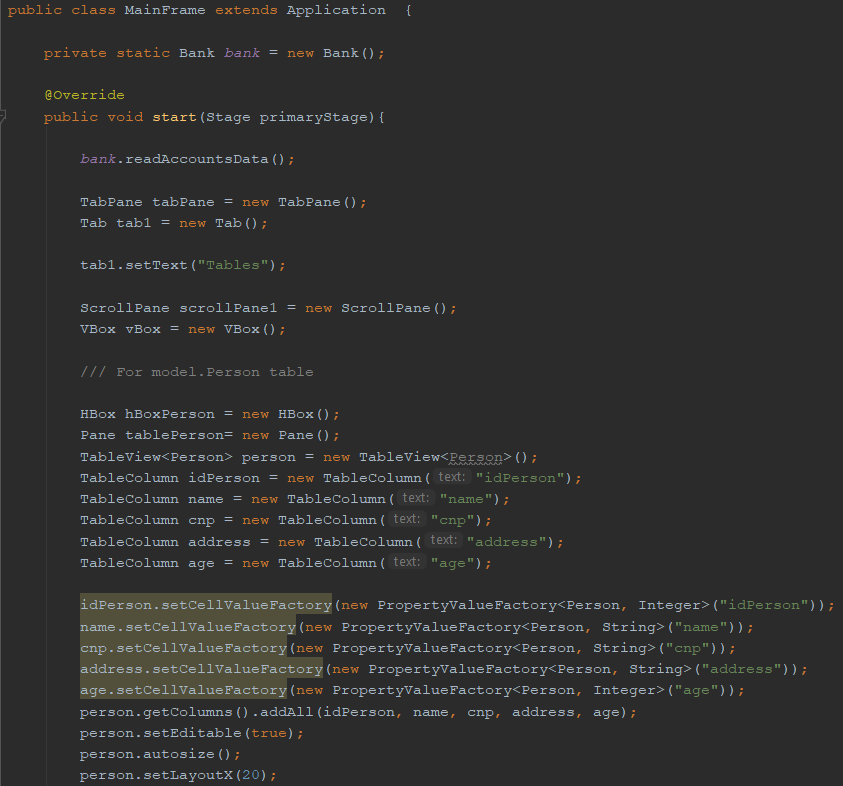 public class MainFrame extends Application  {
private static Bank bank = new Bank();
@Override
public void start(Stage primaryStage){
bank.readAccountsData();
TabPane tabPane = new TabPane();
Tab tab1 = new Tab();
tab1.setText("Tables");
ScrollPane scrollPane1 = new ScrollPane();
VBox vBox = new VBox();
/// For model.Person table
HBox hBoxPerson = new HBox();
Pane tablePerson= new Pane();
TableView<Person> person = new TableView<Person>();
TableColumn idPerson = new TableColumn( text: "idPerson");
TableColumn name = new TableColumn( text: "name");
TableColumn cnp = new TableColumn( text: "cnp");
TableColumn address = new TableColumn( text: "address");
TableColumn age = new TableColumn( text: "age");
idPerson.setCellValueFactory(new PropertyValueFactory<Person, Integer>("idPerson"));
name.setCellValueFactory(new PropertyValueFactory<Person, String>("name"));
cnp.setCellValueFactory(new PropertyValueFactory<Person, String>("cnp"));
address.setCellValueFactory(new PropertyValueFactory<Person, String>("address"));
age.setCellValueFactory(new PropertyValueFactory<Person, Integer>("age"));
person.getColumns().addAll(idPerson, name, cnp, address, age);
person.setEditable(true);
person.autosize();
person.setLayoutX(20);